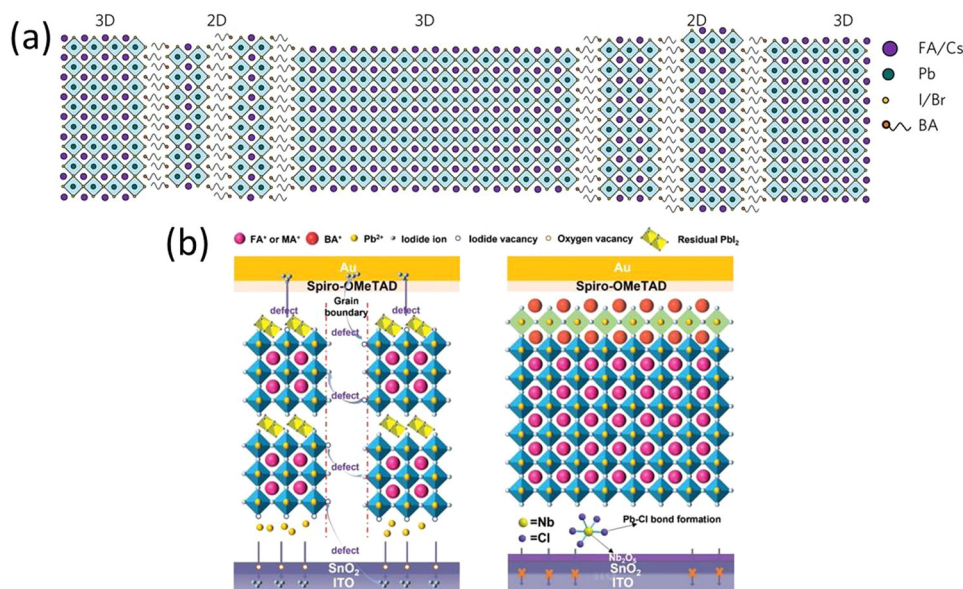 (a)
3D 2D 3D 2D 3D
FA/Cs
Pb
I/Br
BA
(b)
FA⁺ or MA⁺ BA⁺ Pb²⁺ Iodide ion Iodide vacancy Oxygen vacancy Residual PbI₂
Au
Spiro-OMeTAD
Grain
boundary
defect
defect
defect
defect
defect
defect
SnO₂
ITO
Au
Spiro-OMeTAD
=Nb
=Cl
Pb-Cl bond formation
Nb₂O₅
SnO₂
ITO